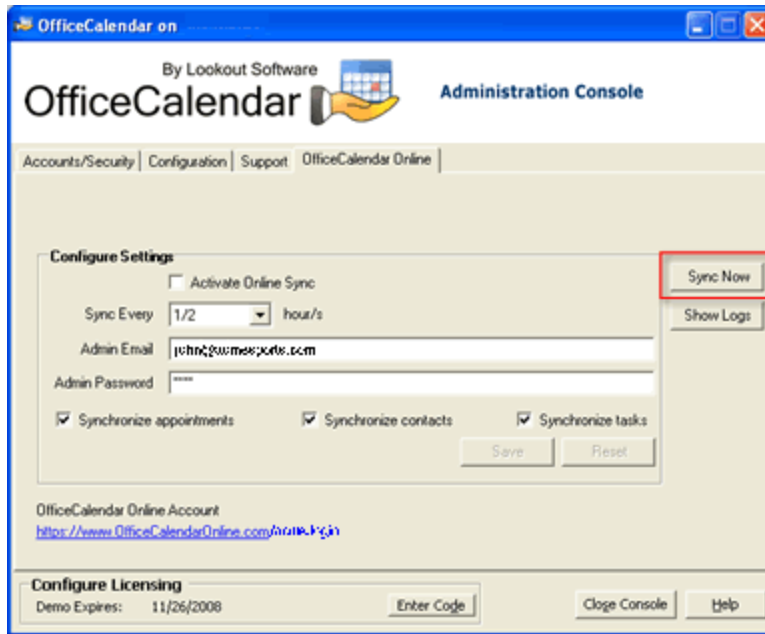 OfficeCalendar on
By Lookout Software
OfficeCalendar
Administration Console
Accounts/Security Configuration Support OfficeCalendar Online
Configure Settings
Activate Online Sync
Sync Now
Sync Every 1/2 hour/s
Show Logs
Admin Email
Admin Password ****
Synchronize appointments Synchronize contacts Synchronize tasks
Save Reset
OfficeCalendar Online Account
https://www.OfficeCalendarOnline.com/
Configure Licensing
Demo Expires: 11/26/2008 Enter Code Close Console Help